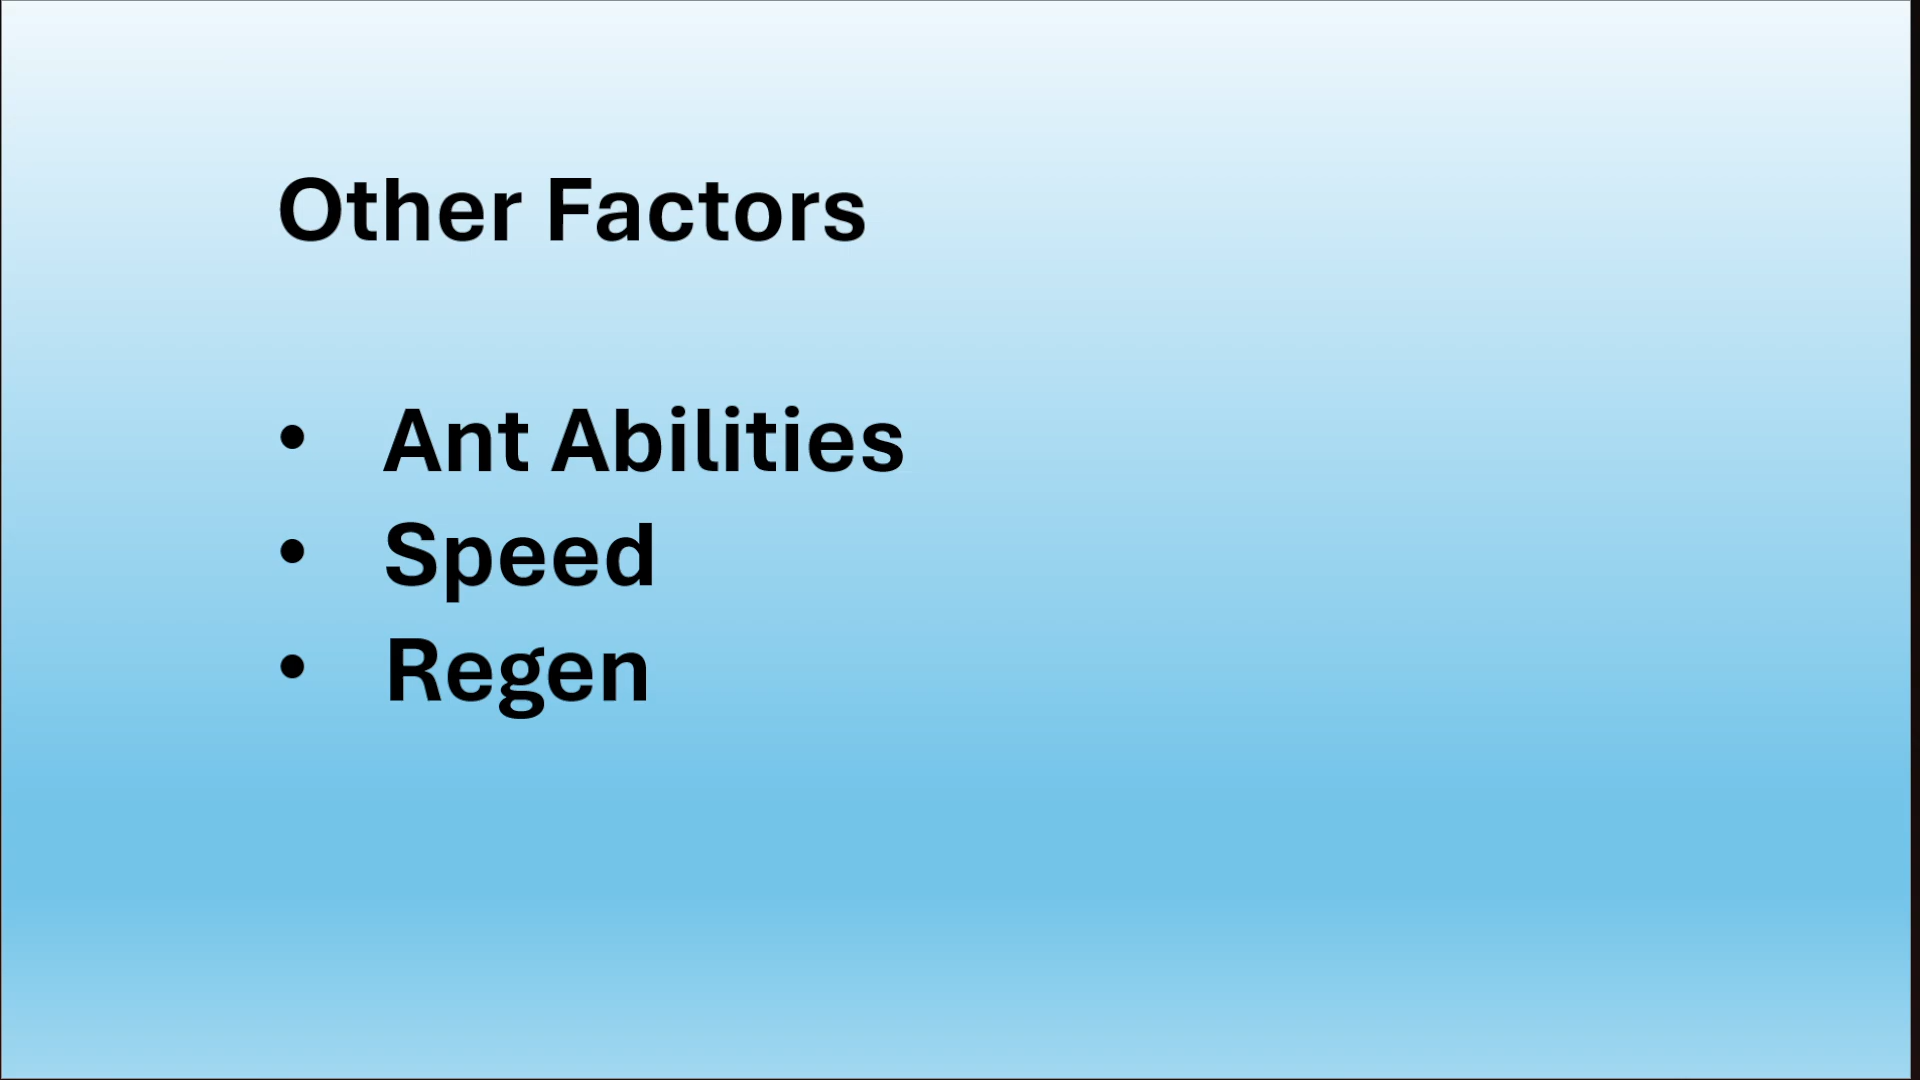 Other Factors
• Ant Abilities
• Speed
• Regen